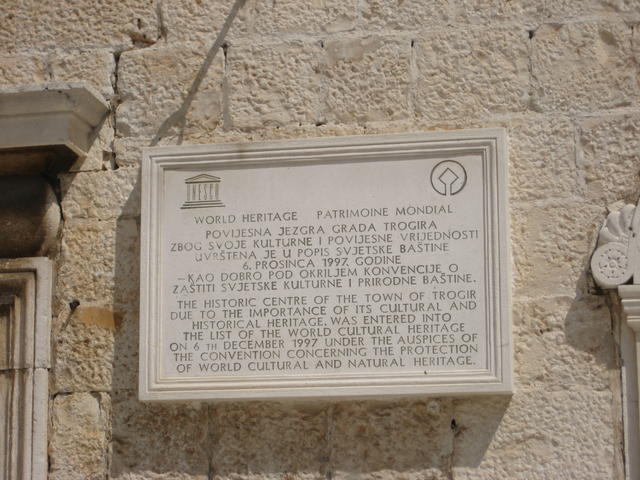 UNESCO
WORLD HERITAGE PATRIMOINE MONDIAL
POVIJESNA JEZGRA GRADA TROGIRA
ZBOG SVOJE KULTURNE I POVIJESNE VRIJEDNOSTI
UVRŠTENA JE U POPIS SVJETSKE BAŠTINE
6. PROSINCA 1997. GODINE
–KAO DOBRO POD OKRILJEM KONVENCIJE O
ZAŠTITI SVJETSKE KULTURNE I PRIRODNE BAŠTINE.
THE HISTORIC CENTRE OF THE TOWN OF TROGIR
DUE TO THE IMPORTANCE OF ITS CULTURAL AND
HISTORICAL HERITAGE, WAS ENTERED INTO
THE LIST OF THE WORLD CULTURAL HERITAGE
ON 6 TH DECEMBER 1997 UNDER THE AUSPICES OF
THE CONVENTION CONCERNING THE PROTECTION
OF WORLD CULTURAL AND NATURAL HERITAGE.